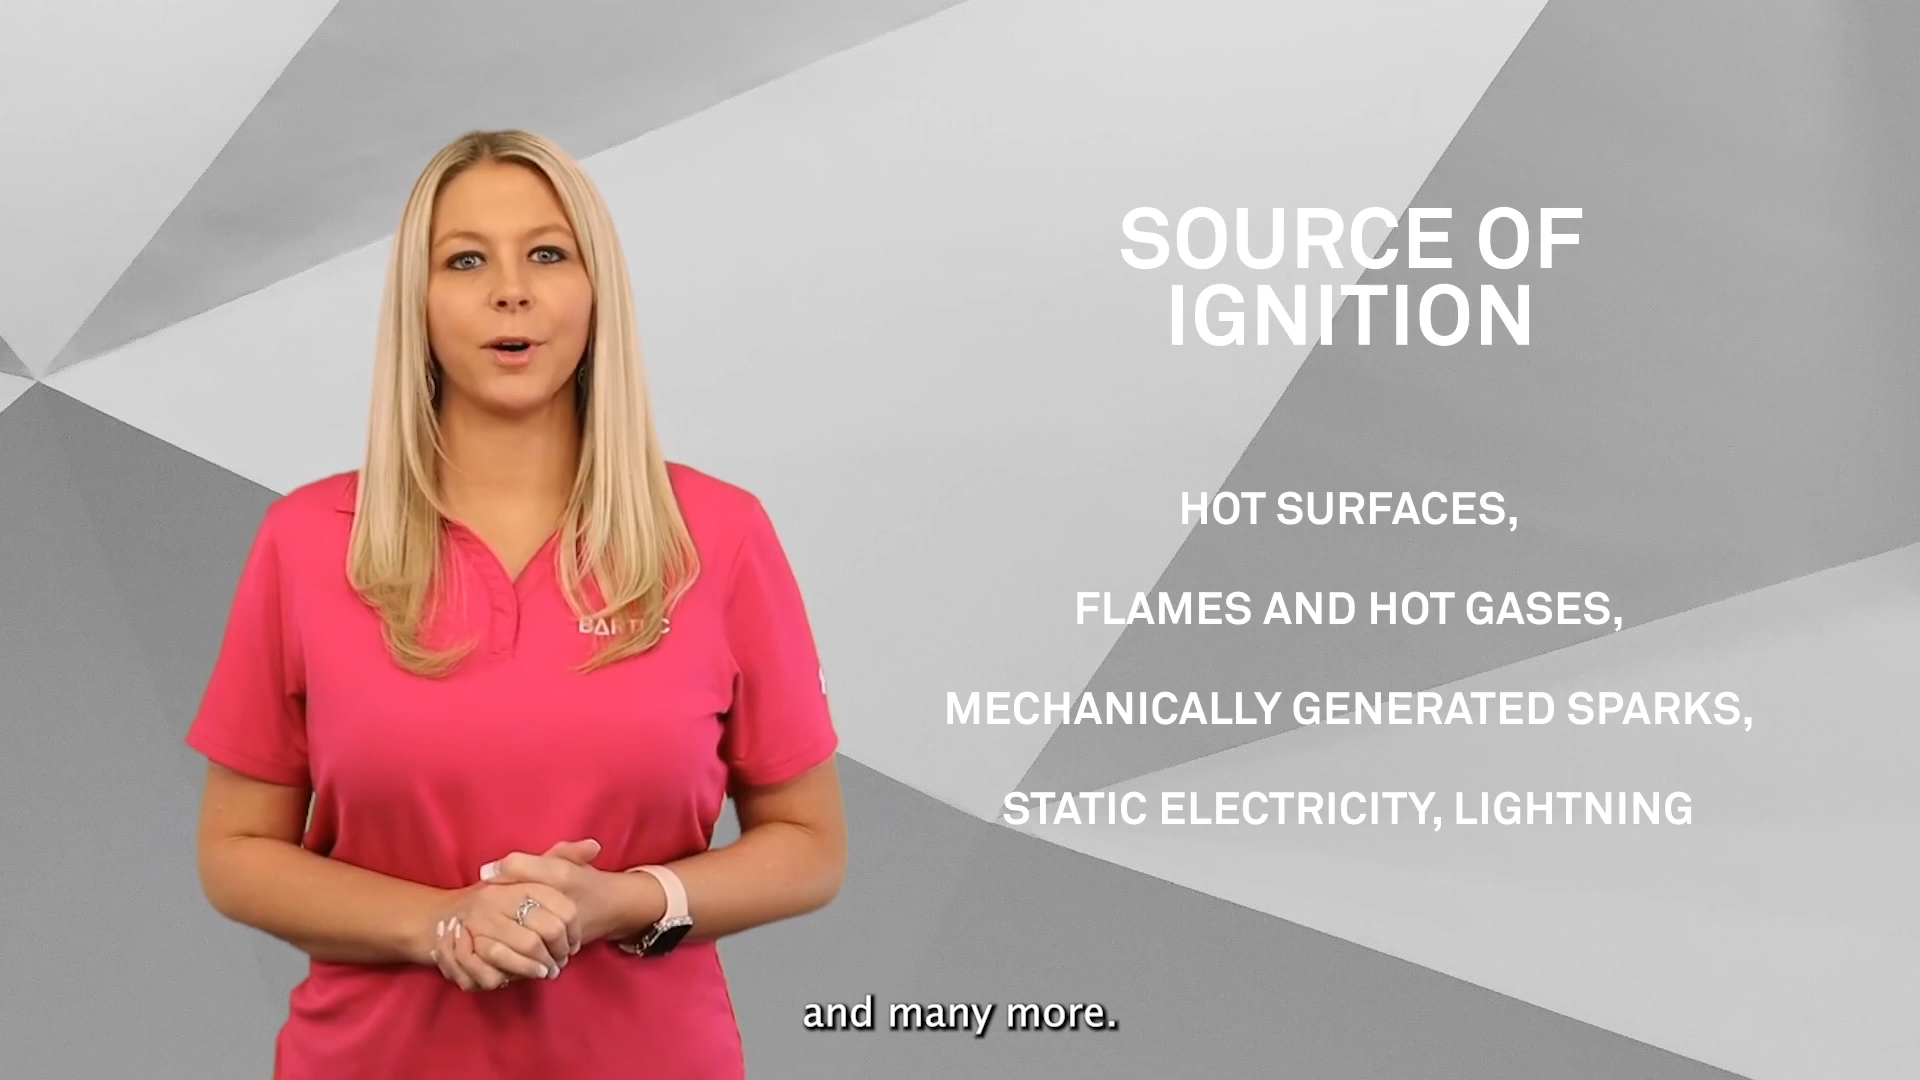 SOURCE OF
IGNITION
HOT SURFACES,
FLAMES AND HOT GASES,
MECHANICALLY GENERATED SPARKS,
STATIC ELECTRICITY, LIGHTNING
and many more.